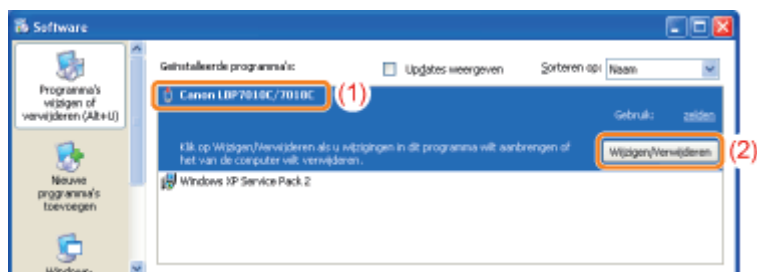 Software
Programma's
wijzigen of
verwijderen (Alt+U)
Nieuwe
programma's
toevoegen
Windows-
Geïnstalleerde programma's:
Updates weergeven
Sorteren op:
Naam
Canon LBP7010C/7018C
(1)
Gebruik:
zelden
Klik op Wijzigen/Verwijderen als u wijzigingen in dit programma wilt aanbrengen of
het van de computer wilt verwijderen.
Wijzigen/Verwijderen
(2)
Windows XP Service Pack 2